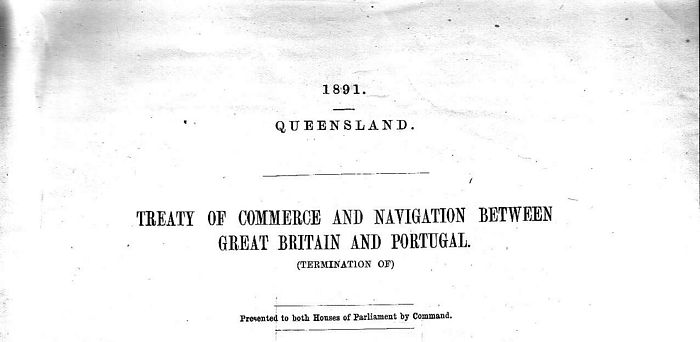 1891.
QUEENSLAND.
TREATY OF COMMERCE AND NAVIGATION BETWEEN
GREAT BRITAIN AND PORTUGAL.
(TERMINATION OF)
Presented to both Houses of Parliament by Command.